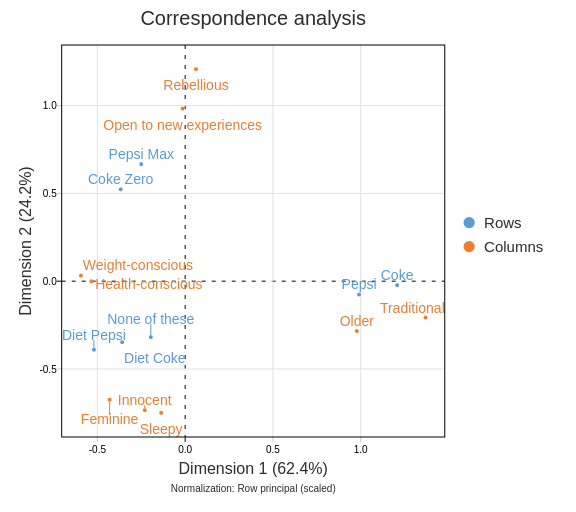 Correspondence analysis
Rebellious
1.0
Open to new experiences
Pepsi Max
Coke Zero
0.5
Rows
Columns
Dimension 2 (24.2%)
Weight-conscious
Coke
0.0
Health-conscious
Pepsi
Traditional
None of these
Older
Diet Pepsi
Diet Coke
-0.5
Innocent
Feminine
Sleepy
-0.5
0.0
0.5
1.0
Dimension 1 (62.4%)
Normalization: Row principal (scaled)